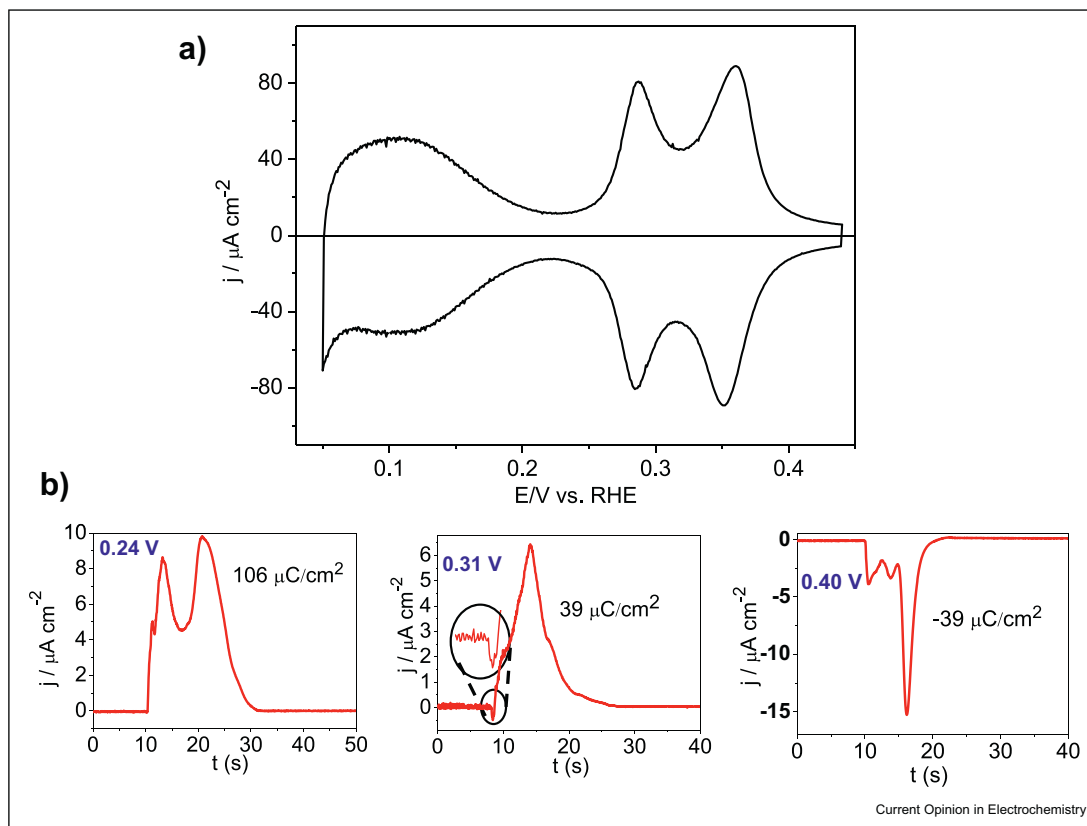 a)
80
40
0
-40
-80
j / μA cm-2
0.1 0.2 0.3 0.4
E/V vs. RHE
b)
10
8
6
4
2
0
j / μA cm-2
0.24 V
106 μC/cm2
0 10 20 30 40 50
t (s)
6
5
4
3
2
1
0
j / μA cm-2
0.31 V
39 μC/cm2
0 10 20 30 40
t (s)
0
-5
-10
-15
j / μA cm-2
0.40 V
-39 μC/cm2
0 10 20 30 40
t (s)
Current Opinion in Electrochemistry